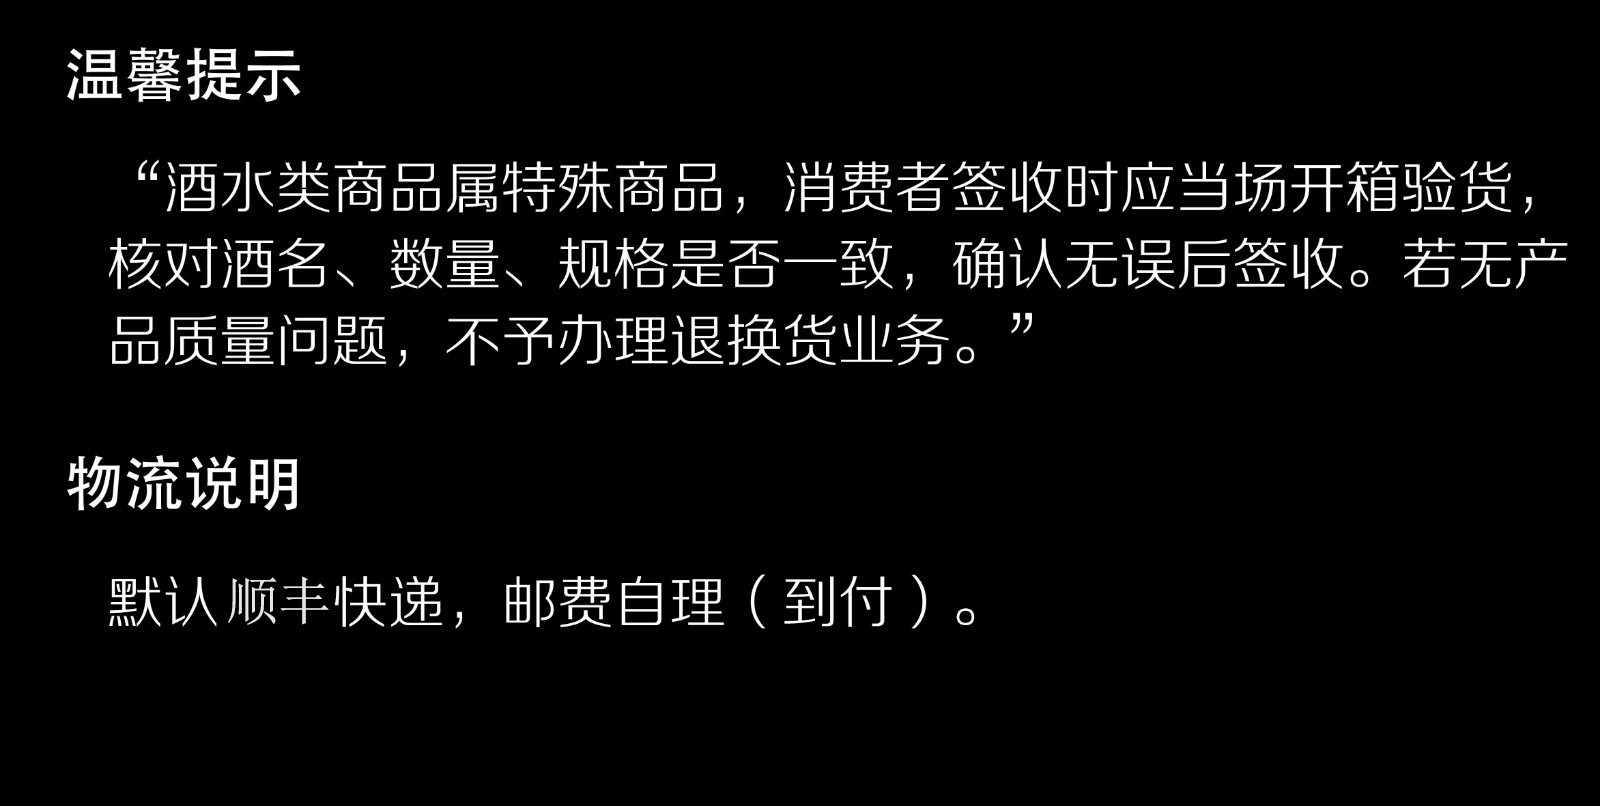 温馨提示
“酒水类商品属特殊商品，消费者签收时应当场开箱验货，
核对酒名、数量、规格是否一致，确认无误后签收。若无产
品质量问题，不予办理退换货业务。”
物流说明
默认顺丰快递，邮费自理（到付）。